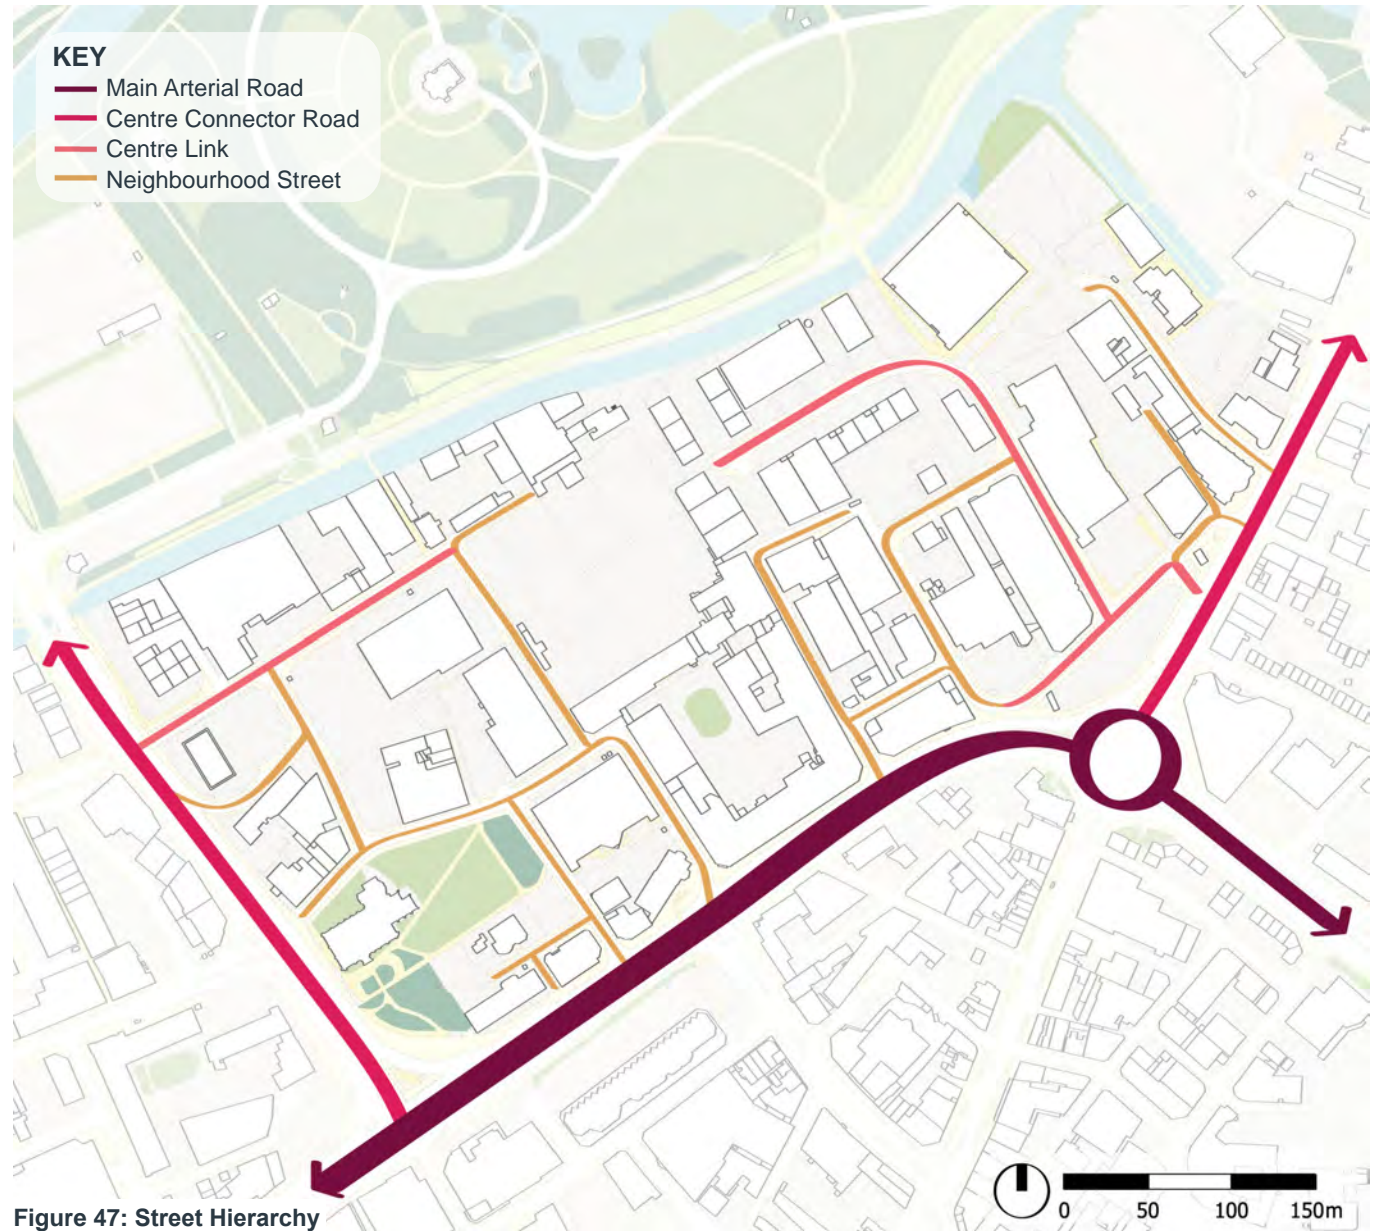 KEY
Main Arterial Road
Centre Connector Road
Centre Link
Neighbourhood Street
0 50 100 150m
Figure 47: Street Hierarchy